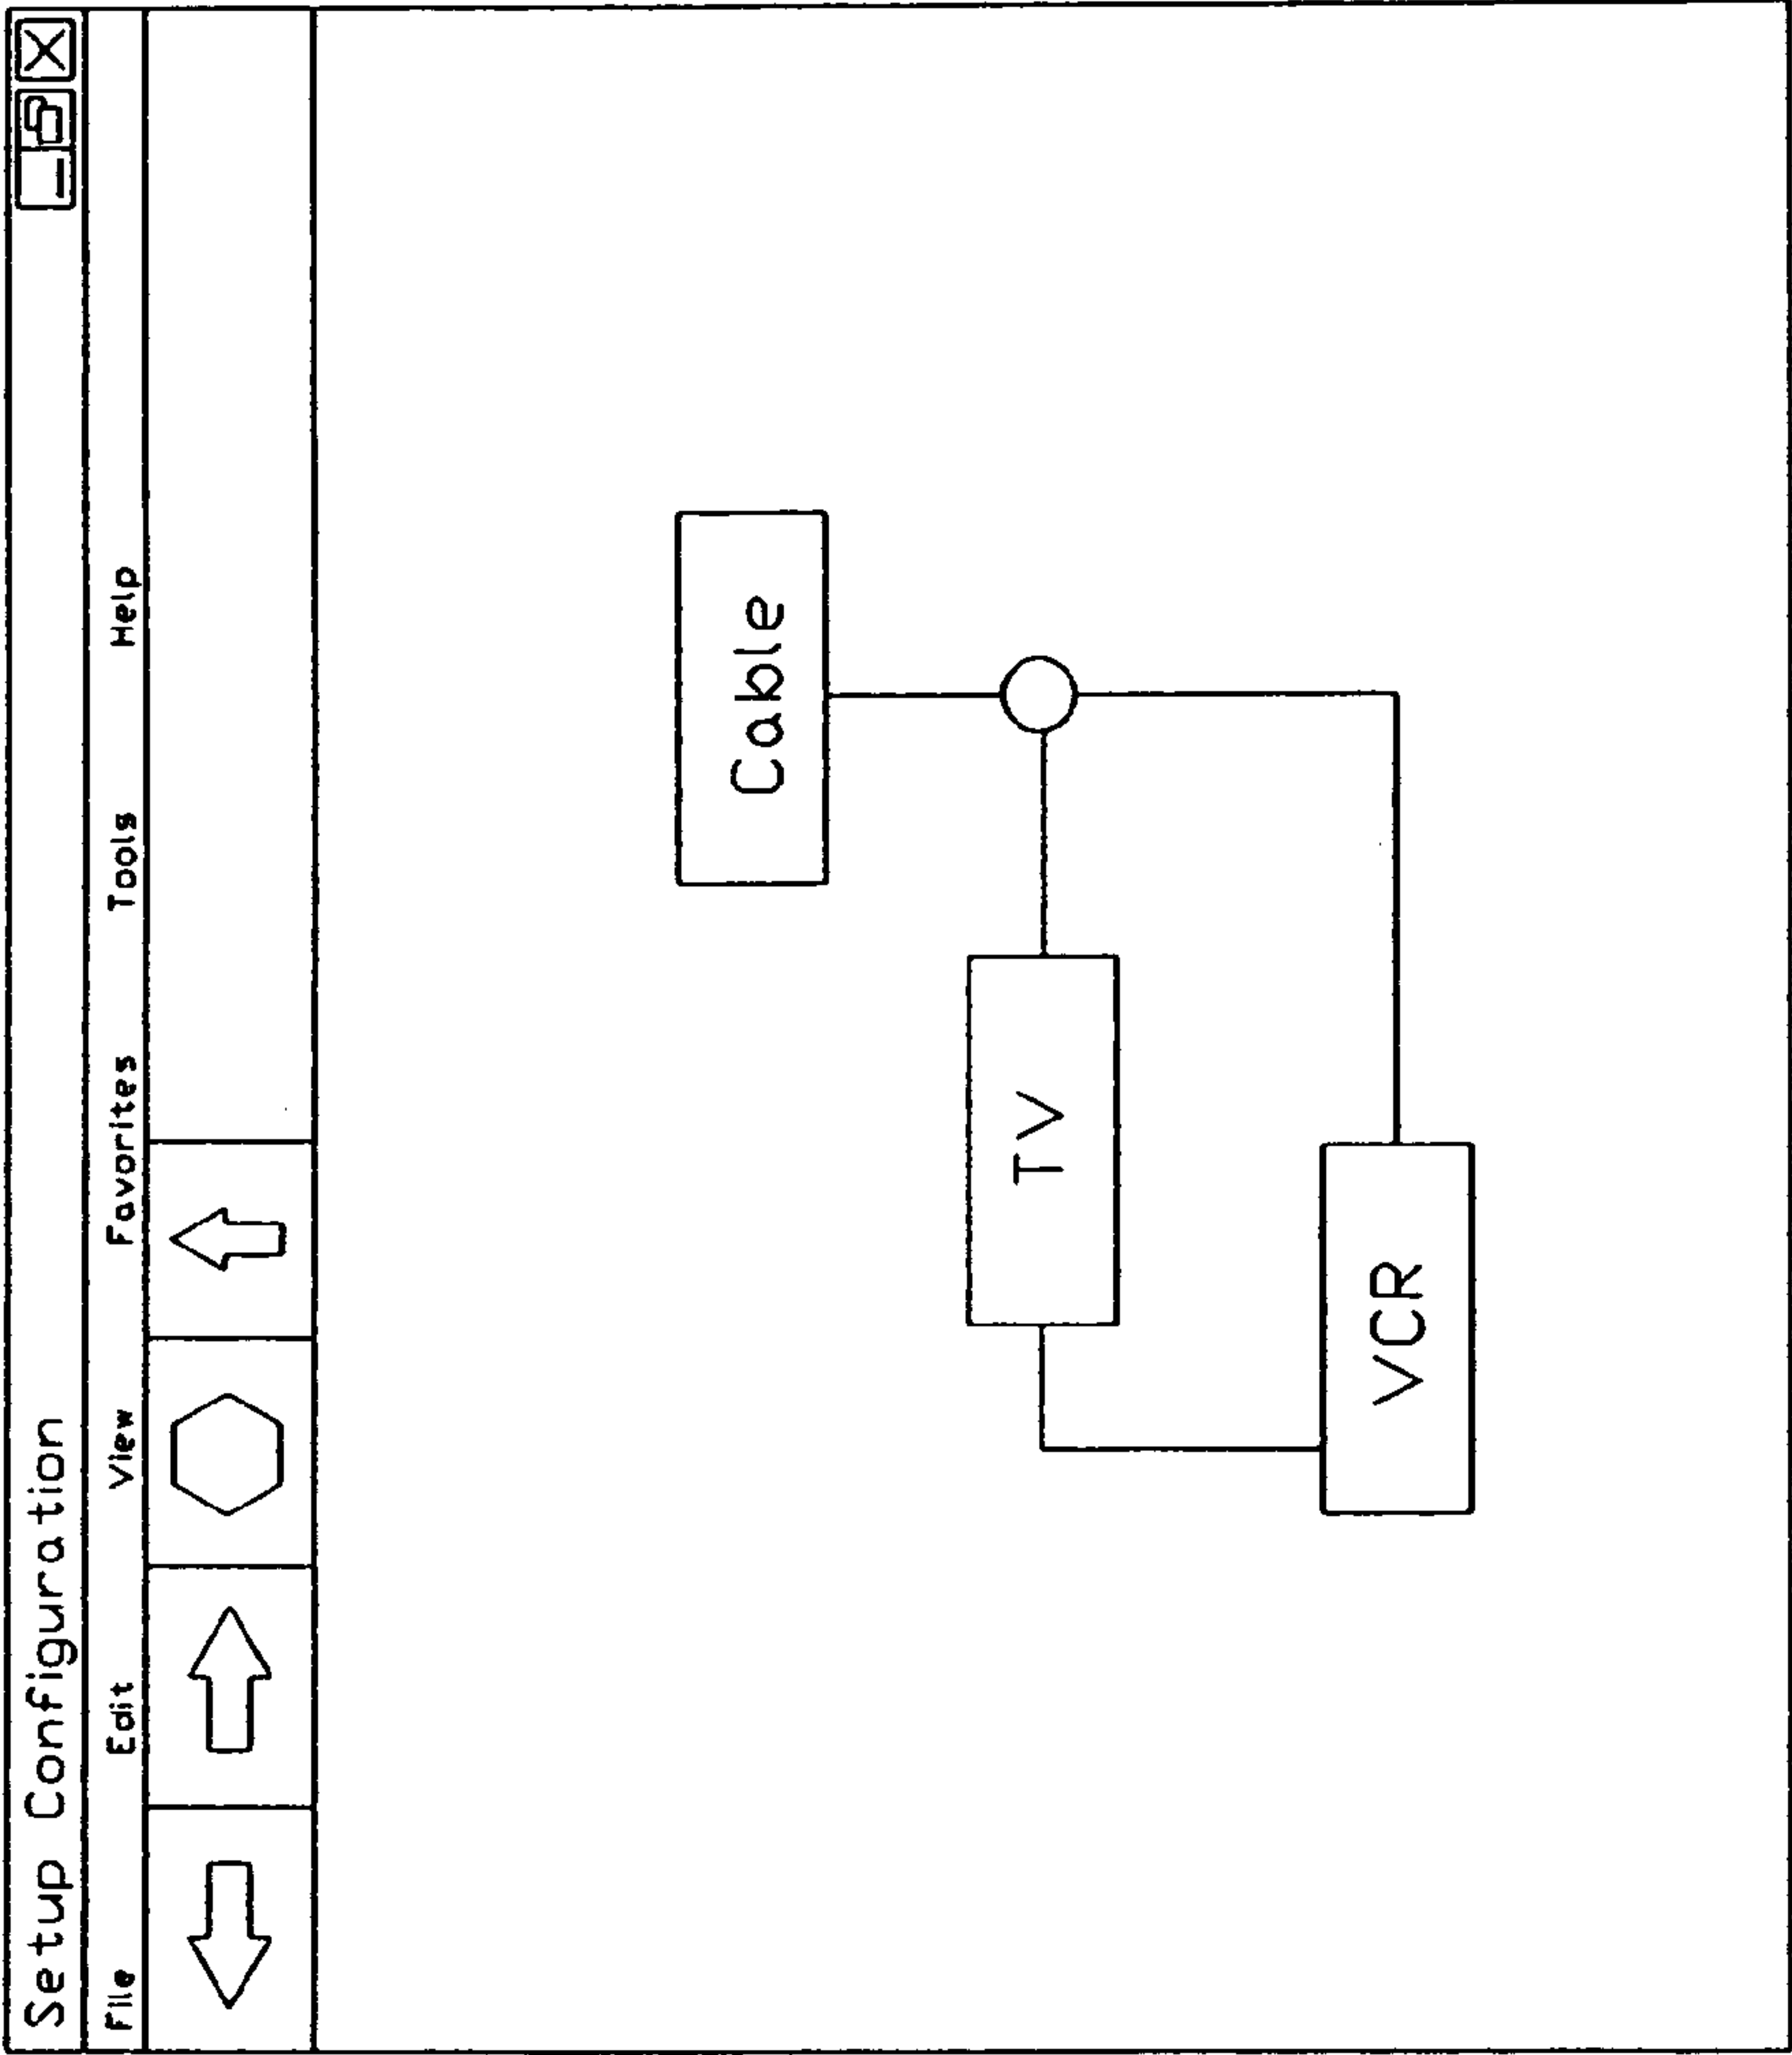 Setup Configuration
File Edit View Favorites Tools Help
Cable
TV
VCR